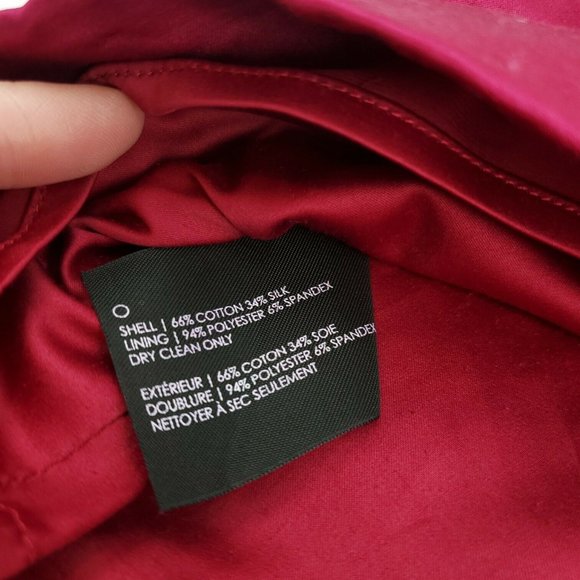 SHELL | 66% COTTON 34% SILK
LINING | 94% POLYESTER 6% SPANDEX
DRY CLEAN ONLY
EXTÉRIEUR | 66% COTON 34% SOIE
DOUBLURE | 94% POLYESTER 6% SPANDEX
NETTOYER À SEC SEULEMENT